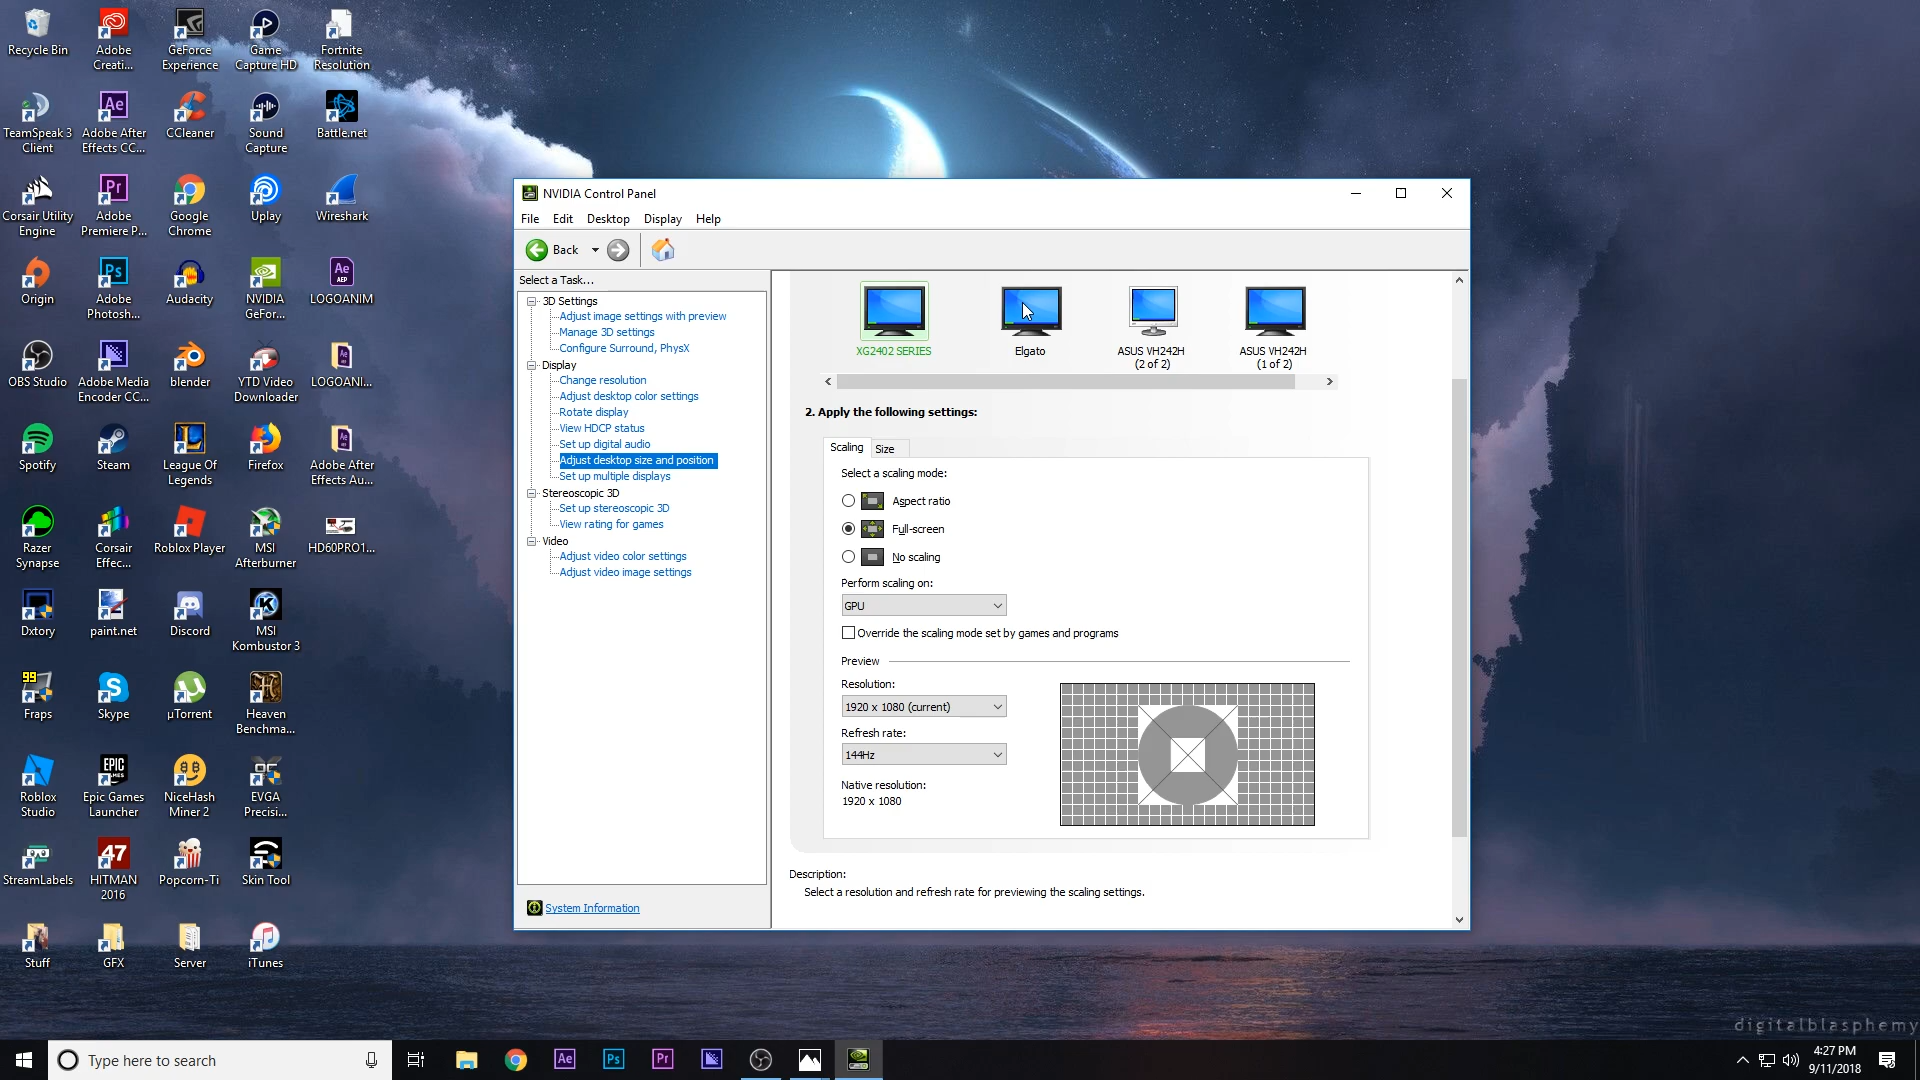 Recycle Bin
Adobe
Creati...
GeForce
Experience
Game
Capture HD
Fortnite
Resolution
TeamSpeak 3
Client
Adobe After
Effects CC...
CCleaner
Sound
Capture
Battle.net
Corsair Utility
Engine
Adobe
Premiere P...
Google
Chrome
Uplay
Wireshark
Origin
Adobe
Photosh...
Audacity
NVIDIA
GeFor...
LOGOANIM
OBS Studio
Adobe Media
Encoder CC...
blender
YTD Video
Downloader
LOGOANI...
Spotify
Steam
League Of
Legends
Firefox
Adobe After
Effects Au...
Razer
Synapse
Corsair
Effec...
Roblox Player
MSI
Afterburner
HD60PRO1...
Dxtory
paint.net
Discord
MSI
Kombustor 3
99
Fraps
Skype
µTorrent
Heaven
Benchma...
Roblox
Studio
EPIC
GAMES
Epic Games
Launcher
NiceHash
Miner 2
EVGA
Precisi...
StreamLabels
47
HITMAN
2016
Popcorn-Ti
Skin Tool
Stuff
GFX
Server
iTunes
NVIDIA Control Panel
File
Edit
Desktop
Display
Help
Back
Select a Task...
3D Settings
Adjust image settings with preview
Manage 3D settings
Configure Surround, PhysX
Display
Change resolution
Adjust desktop color settings
Rotate display
View HDCP status
Set up digital audio
Adjust desktop size and position
Set up multiple displays
Stereoscopic 3D
Set up stereoscopic 3D
View rating for games
Video
Adjust video color settings
Adjust video image settings
System Information
XG2402 SERIES
Elgato
ASUS VH242H
(2 of 2)
ASUS VH242H
(1 of 2)
2. Apply the following settings:
Scaling
Size
Select a scaling mode:
Aspect ratio
Full-screen
No scaling
Perform scaling on:
GPU
Override the scaling mode set by games and programs
Preview
Resolution:
1920 x 1080 (current)
Refresh rate:
144Hz
Native resolution:
1920 x 1080
Description:
Select a resolution and refresh rate for previewing the scaling settings.
digitalblasphemy
Type here to search
Ae
Ps
Pr
4:27 PM
9/11/2018